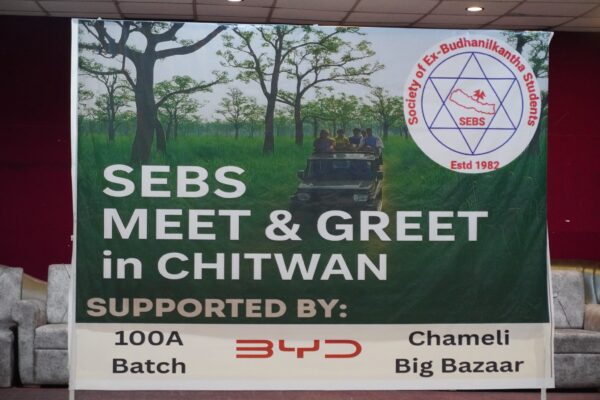 Society of Ex-Budhanilkantha Students
SEBS
Estd 1982
SEBS
MEET & GREET
in CHITWAN
SUPPORTED BY:
100A
Batch
BYD
Chameli
Big Bazaar